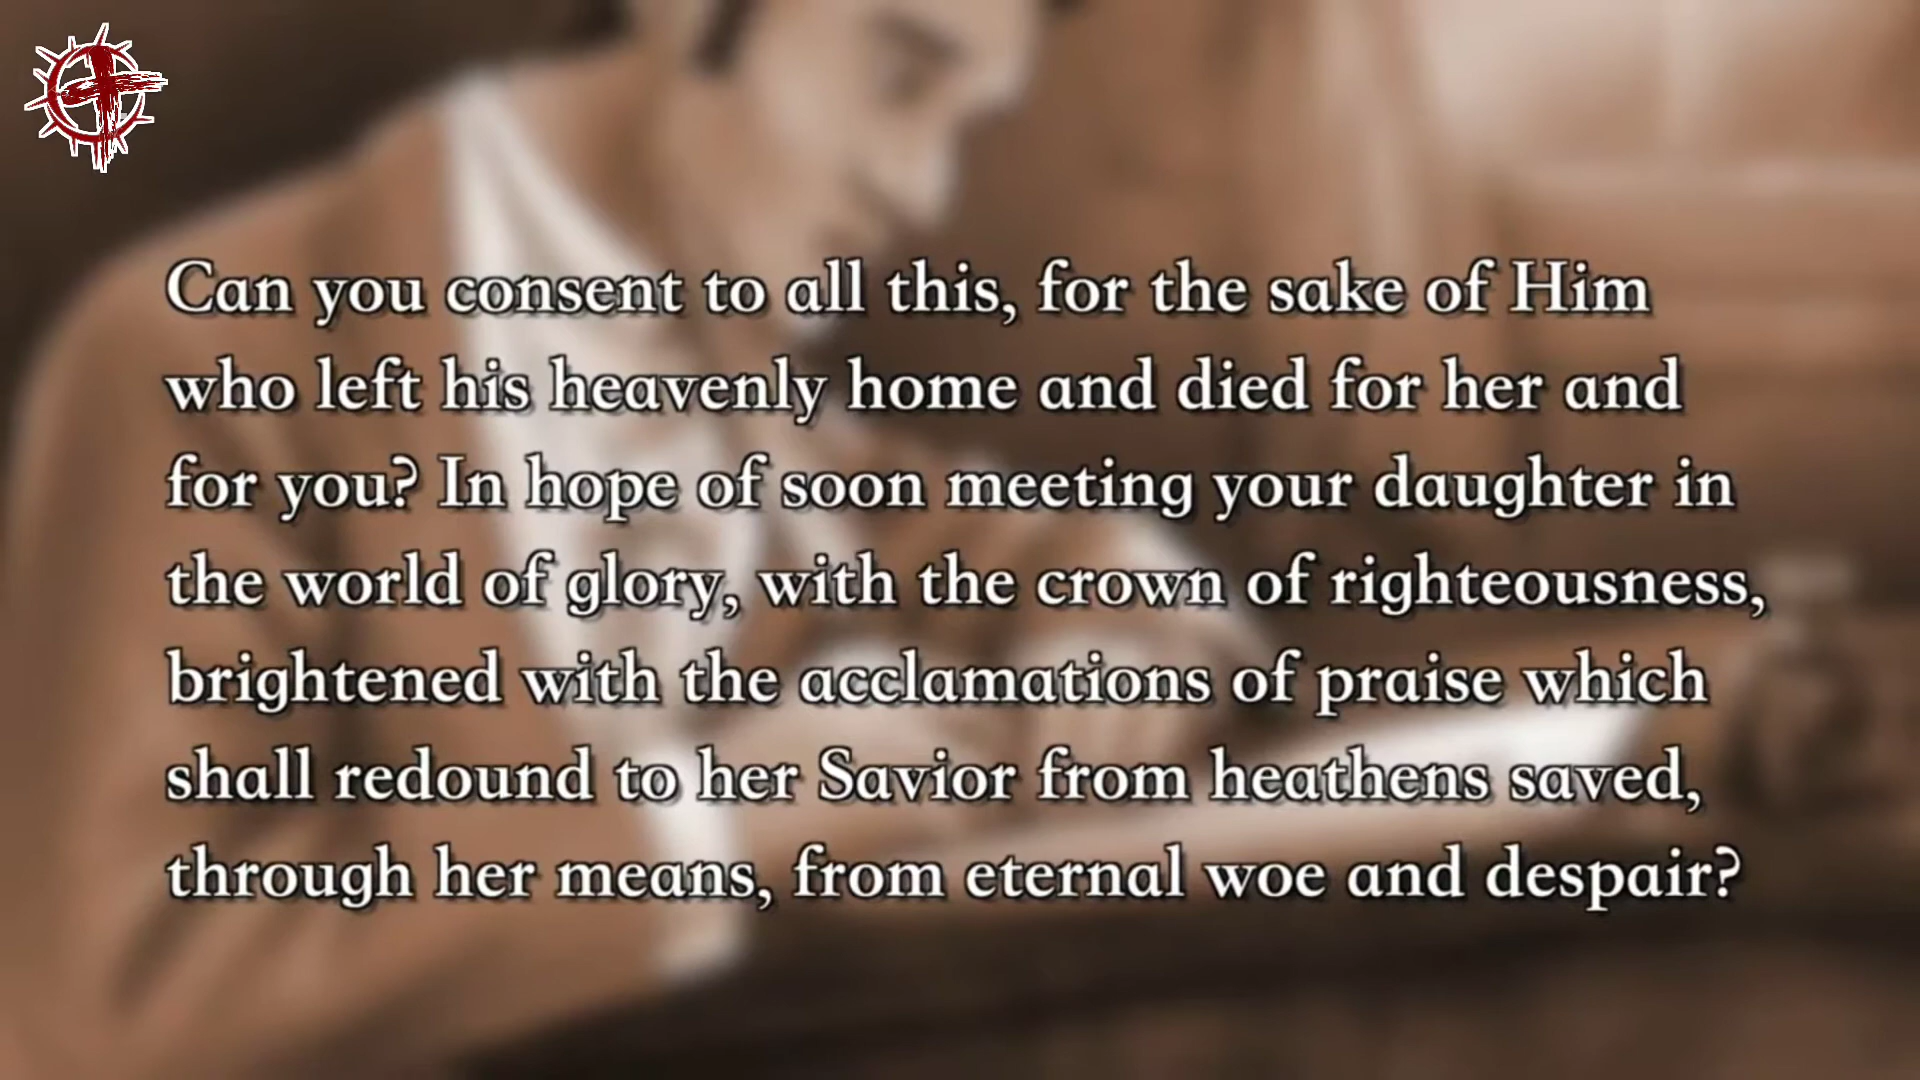 Can you consent to all this, for the sake of Him
who left his heavenly home and died for her and
for you? In hope of soon meeting your daughter in
the world of glory, with the crown of righteousness,
brightened with the acclamations of praise which
shall redound to her Savior from heathens saved,
through her means, from eternal woe and despair?